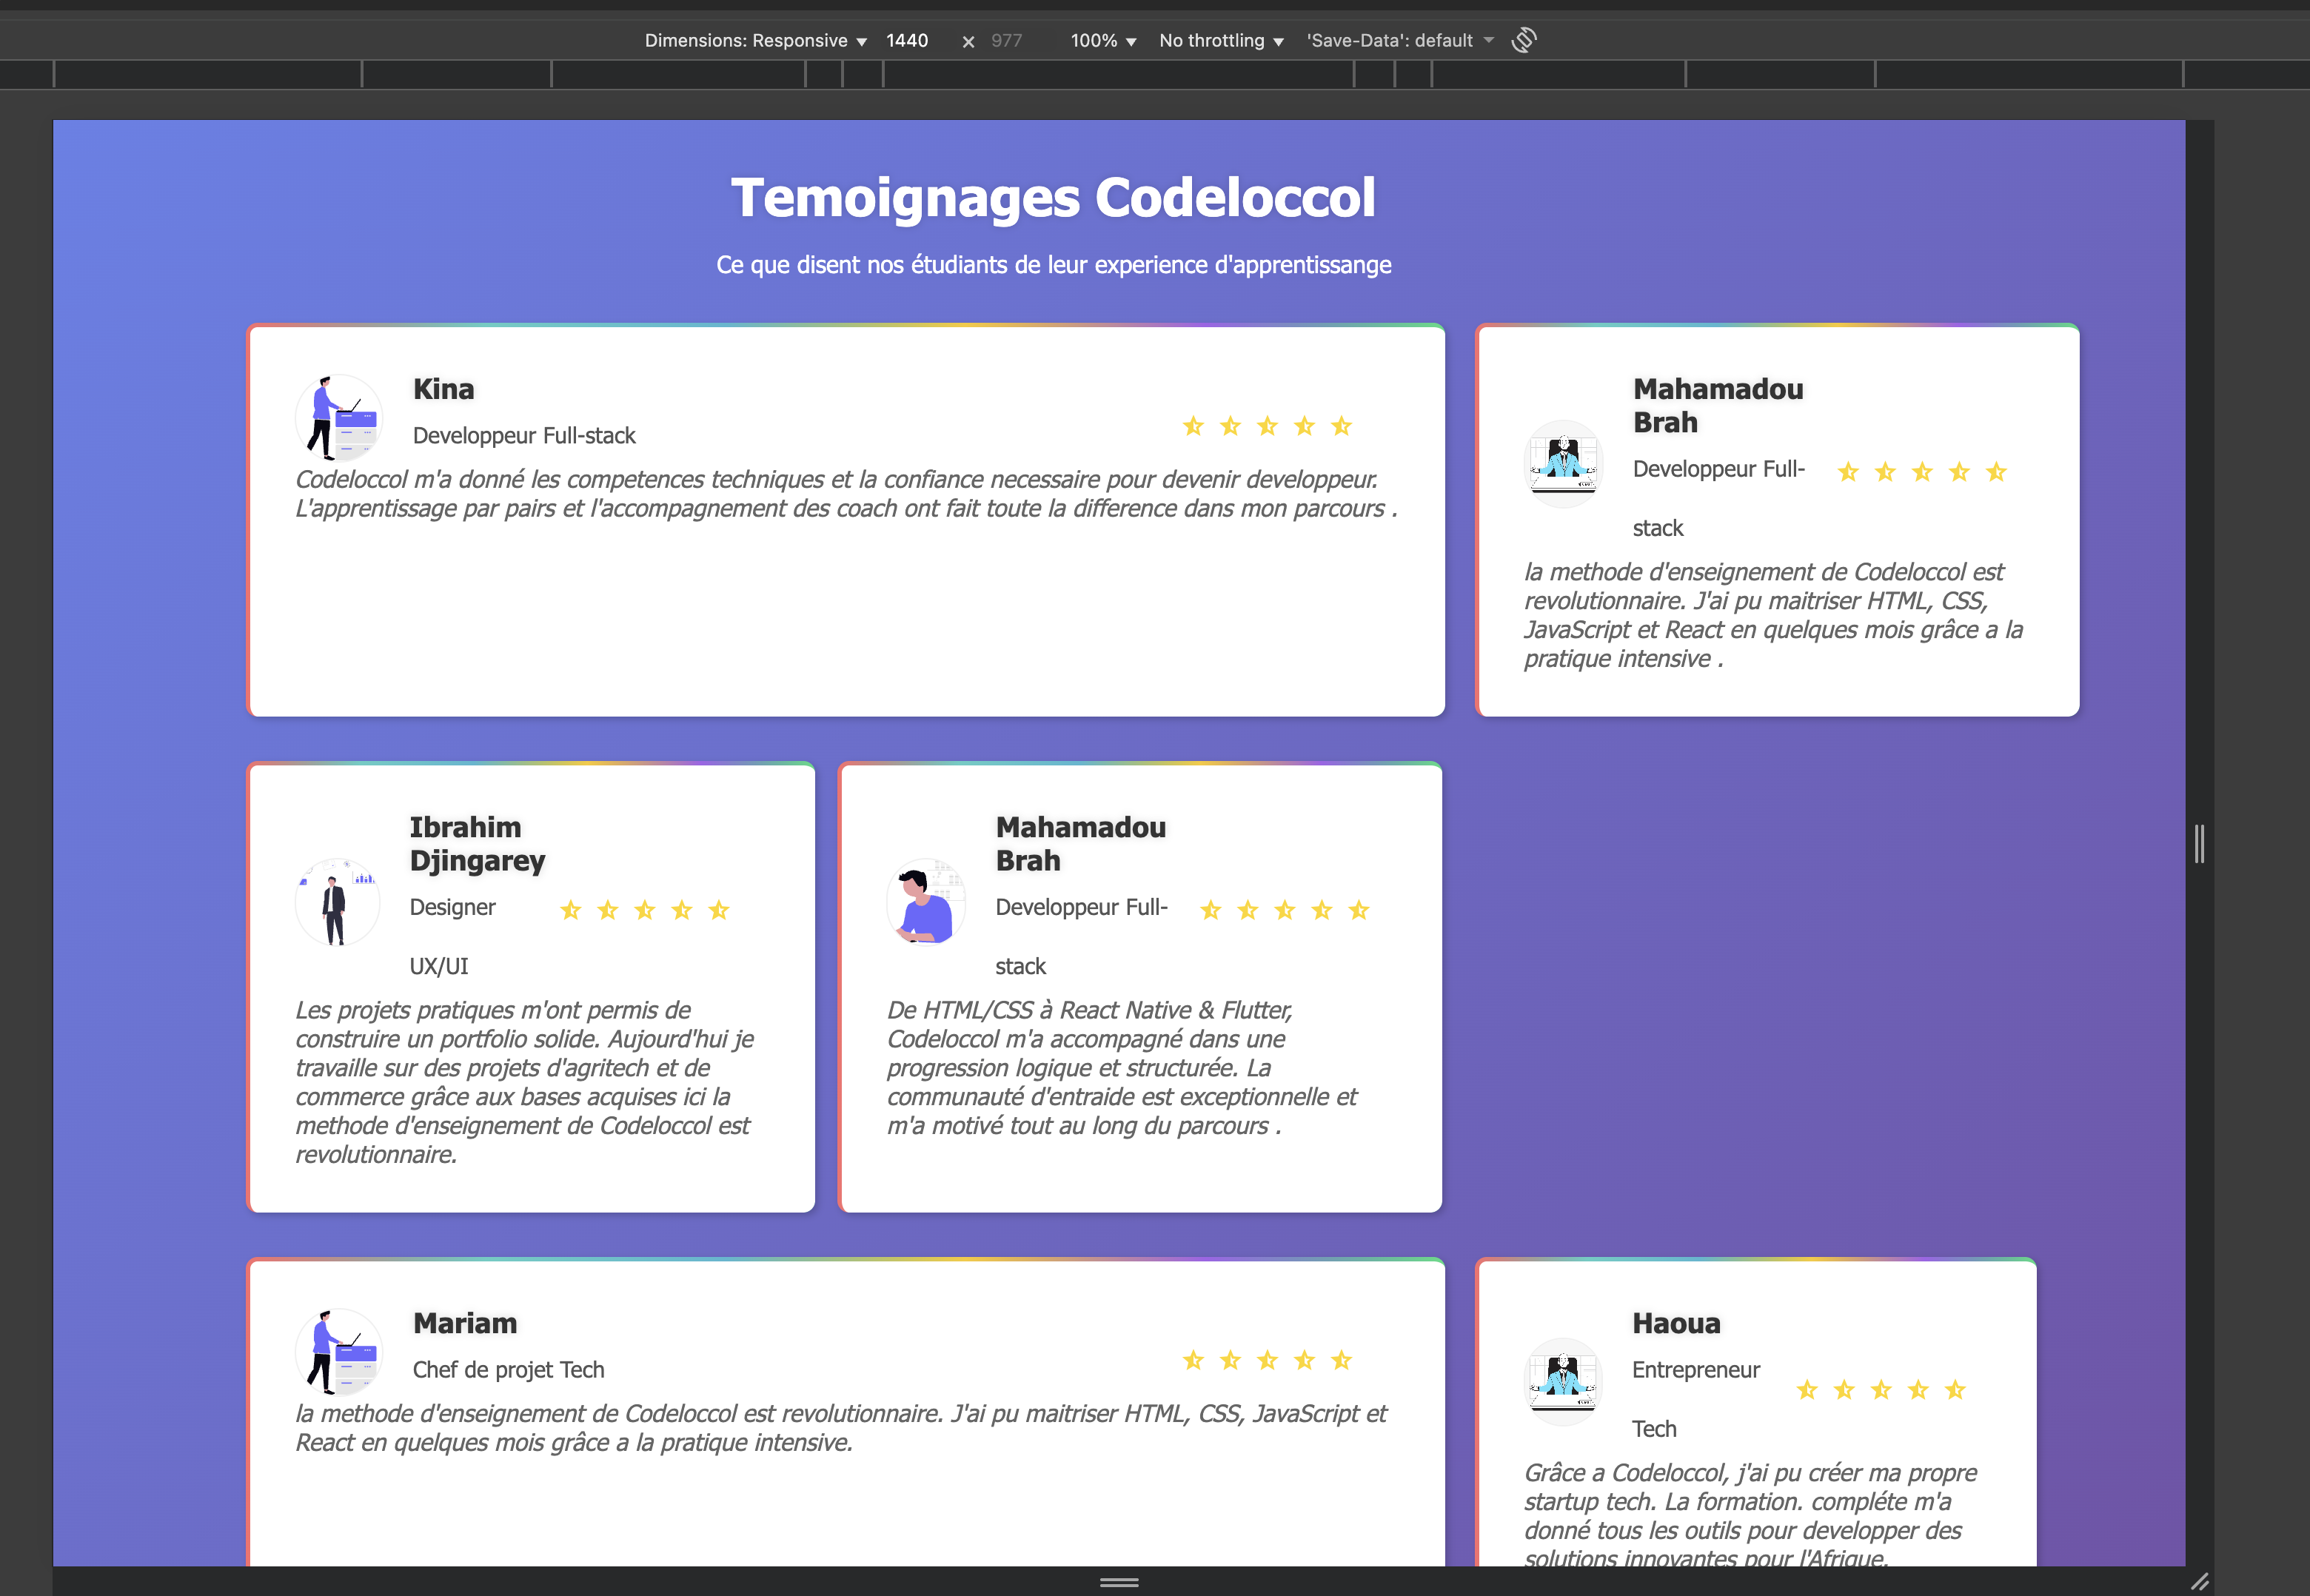 Dimensions: Responsive 1440 × 977 100% No throttling 'Save-Data': default
Temoignages Codeloccol
Ce que disent nos étudiants de leur experience d'apprentissange
Kina
Developpeur Full-stack
Codeloccol m'a donné les competences techniques et la confiance necessaire pour devenir developpeur.
L'apprentissage par pairs et l'accompagnement des coach ont fait toute la difference dans mon parcours .
Mahamadou
Brah
Developpeur Full-
stack
la methode d'enseignement de Codeloccol est
revolutionnaire. J'ai pu maitriser HTML, CSS,
JavaScript et React en quelques mois grâce a la
pratique intensive .
Ibrahim
Djingarey
Designer
UX/UI
Les projets pratiques m'ont permis de
construire un portfolio solide. Aujourd'hui je
travaille sur des projets d'agritech et de
commerce grâce aux bases acquises ici la
methode d'enseignement de Codeloccol est
revolutionnaire.
Mahamadou
Brah
Developpeur Full-
stack
De HTML/CSS à React Native & Flutter,
Codeloccol m'a accompagné dans une
progression logique et structurée. La
communauté d'entraide est exceptionnelle et
m'a motivé tout au long du parcours .
Mariam
Chef de projet Tech
la methode d'enseignement de Codeloccol est revolutionnaire. J'ai pu maitriser HTML, CSS, JavaScript et
React en quelques mois grâce a la pratique intensive.
Haoua
Entrepreneur
Tech
Grâce a Codeloccol, j'ai pu créer ma propre
startup tech. La formation. compléte m'a
donné tous les outils pour developper des
solutions innovantes pour l'Afrique.